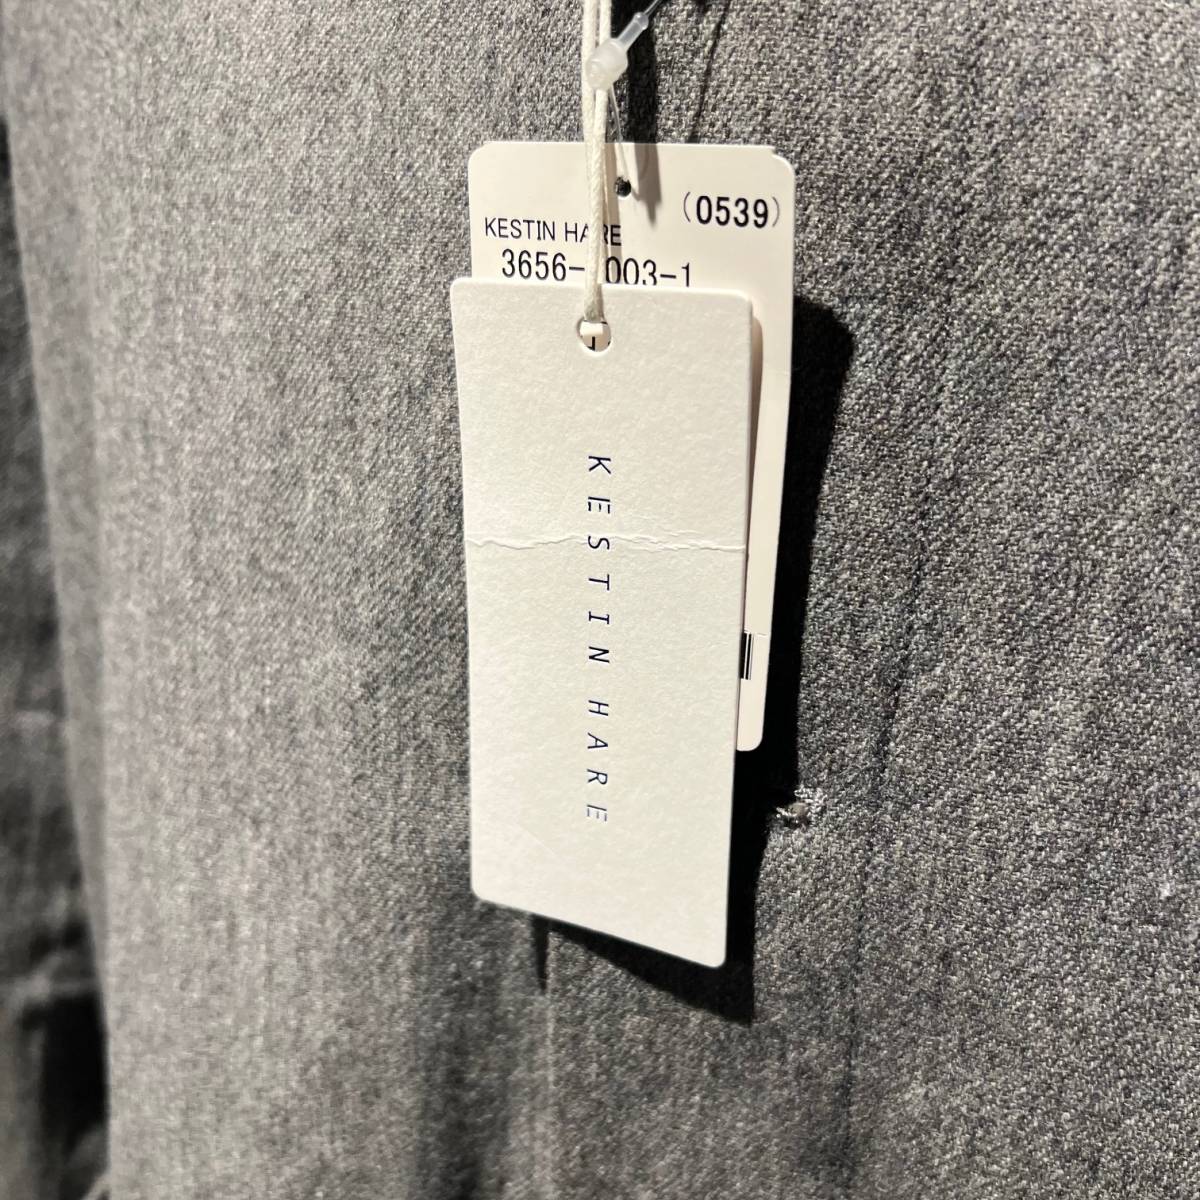 (0539)
KESTIN HARE
3656- 003-1
KESTIN HARE